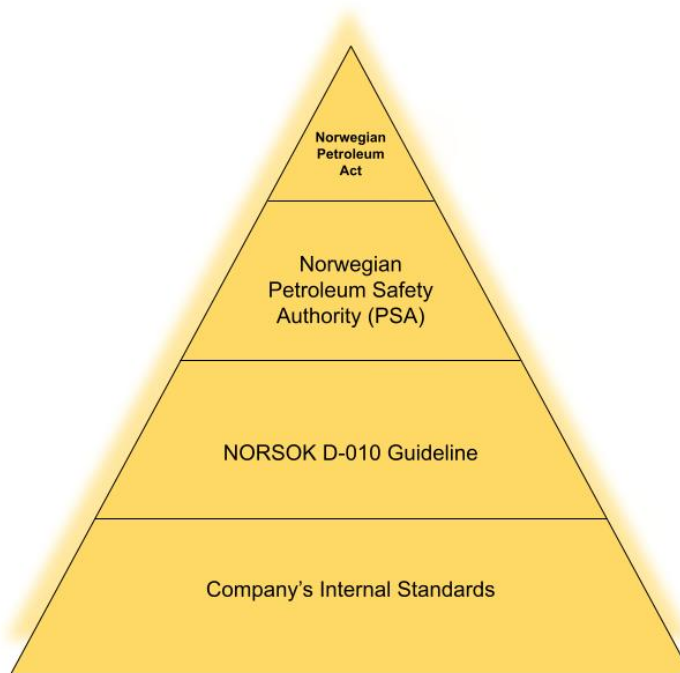 Norwegian
Petroleum
Act
Norwegian
Petroleum Safety
Authority (PSA)
NORSOK D-010 Guideline
Company’s Internal Standards